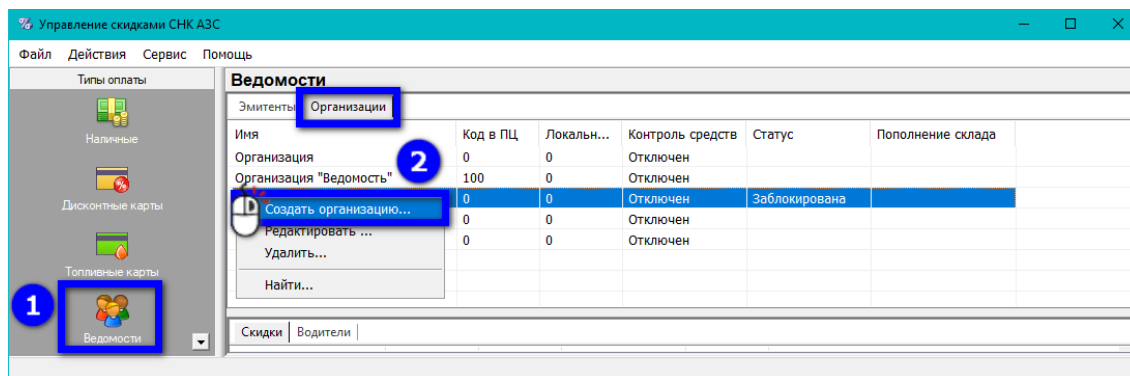 Управление скидками СНК АЗС
Файл Действия Сервис Помощь
Типы оплаты
Наличные
Дисконтные карты
Топливные карты
1
Ведомости
Ведомости
Эмитенты Организации
Имя Код в ПЦ Локальн... Контроль средств Статус Пополнение склада
Организация 0 0 Отключен
2
Организация "Ведомость" 100 0 Отключен
0 0 Отключен Заблокирована
0 0 Отключен
0 0 Отключен
Создать организацию...
Редактировать ...
Удалить...
Найти...
Скидки Водители